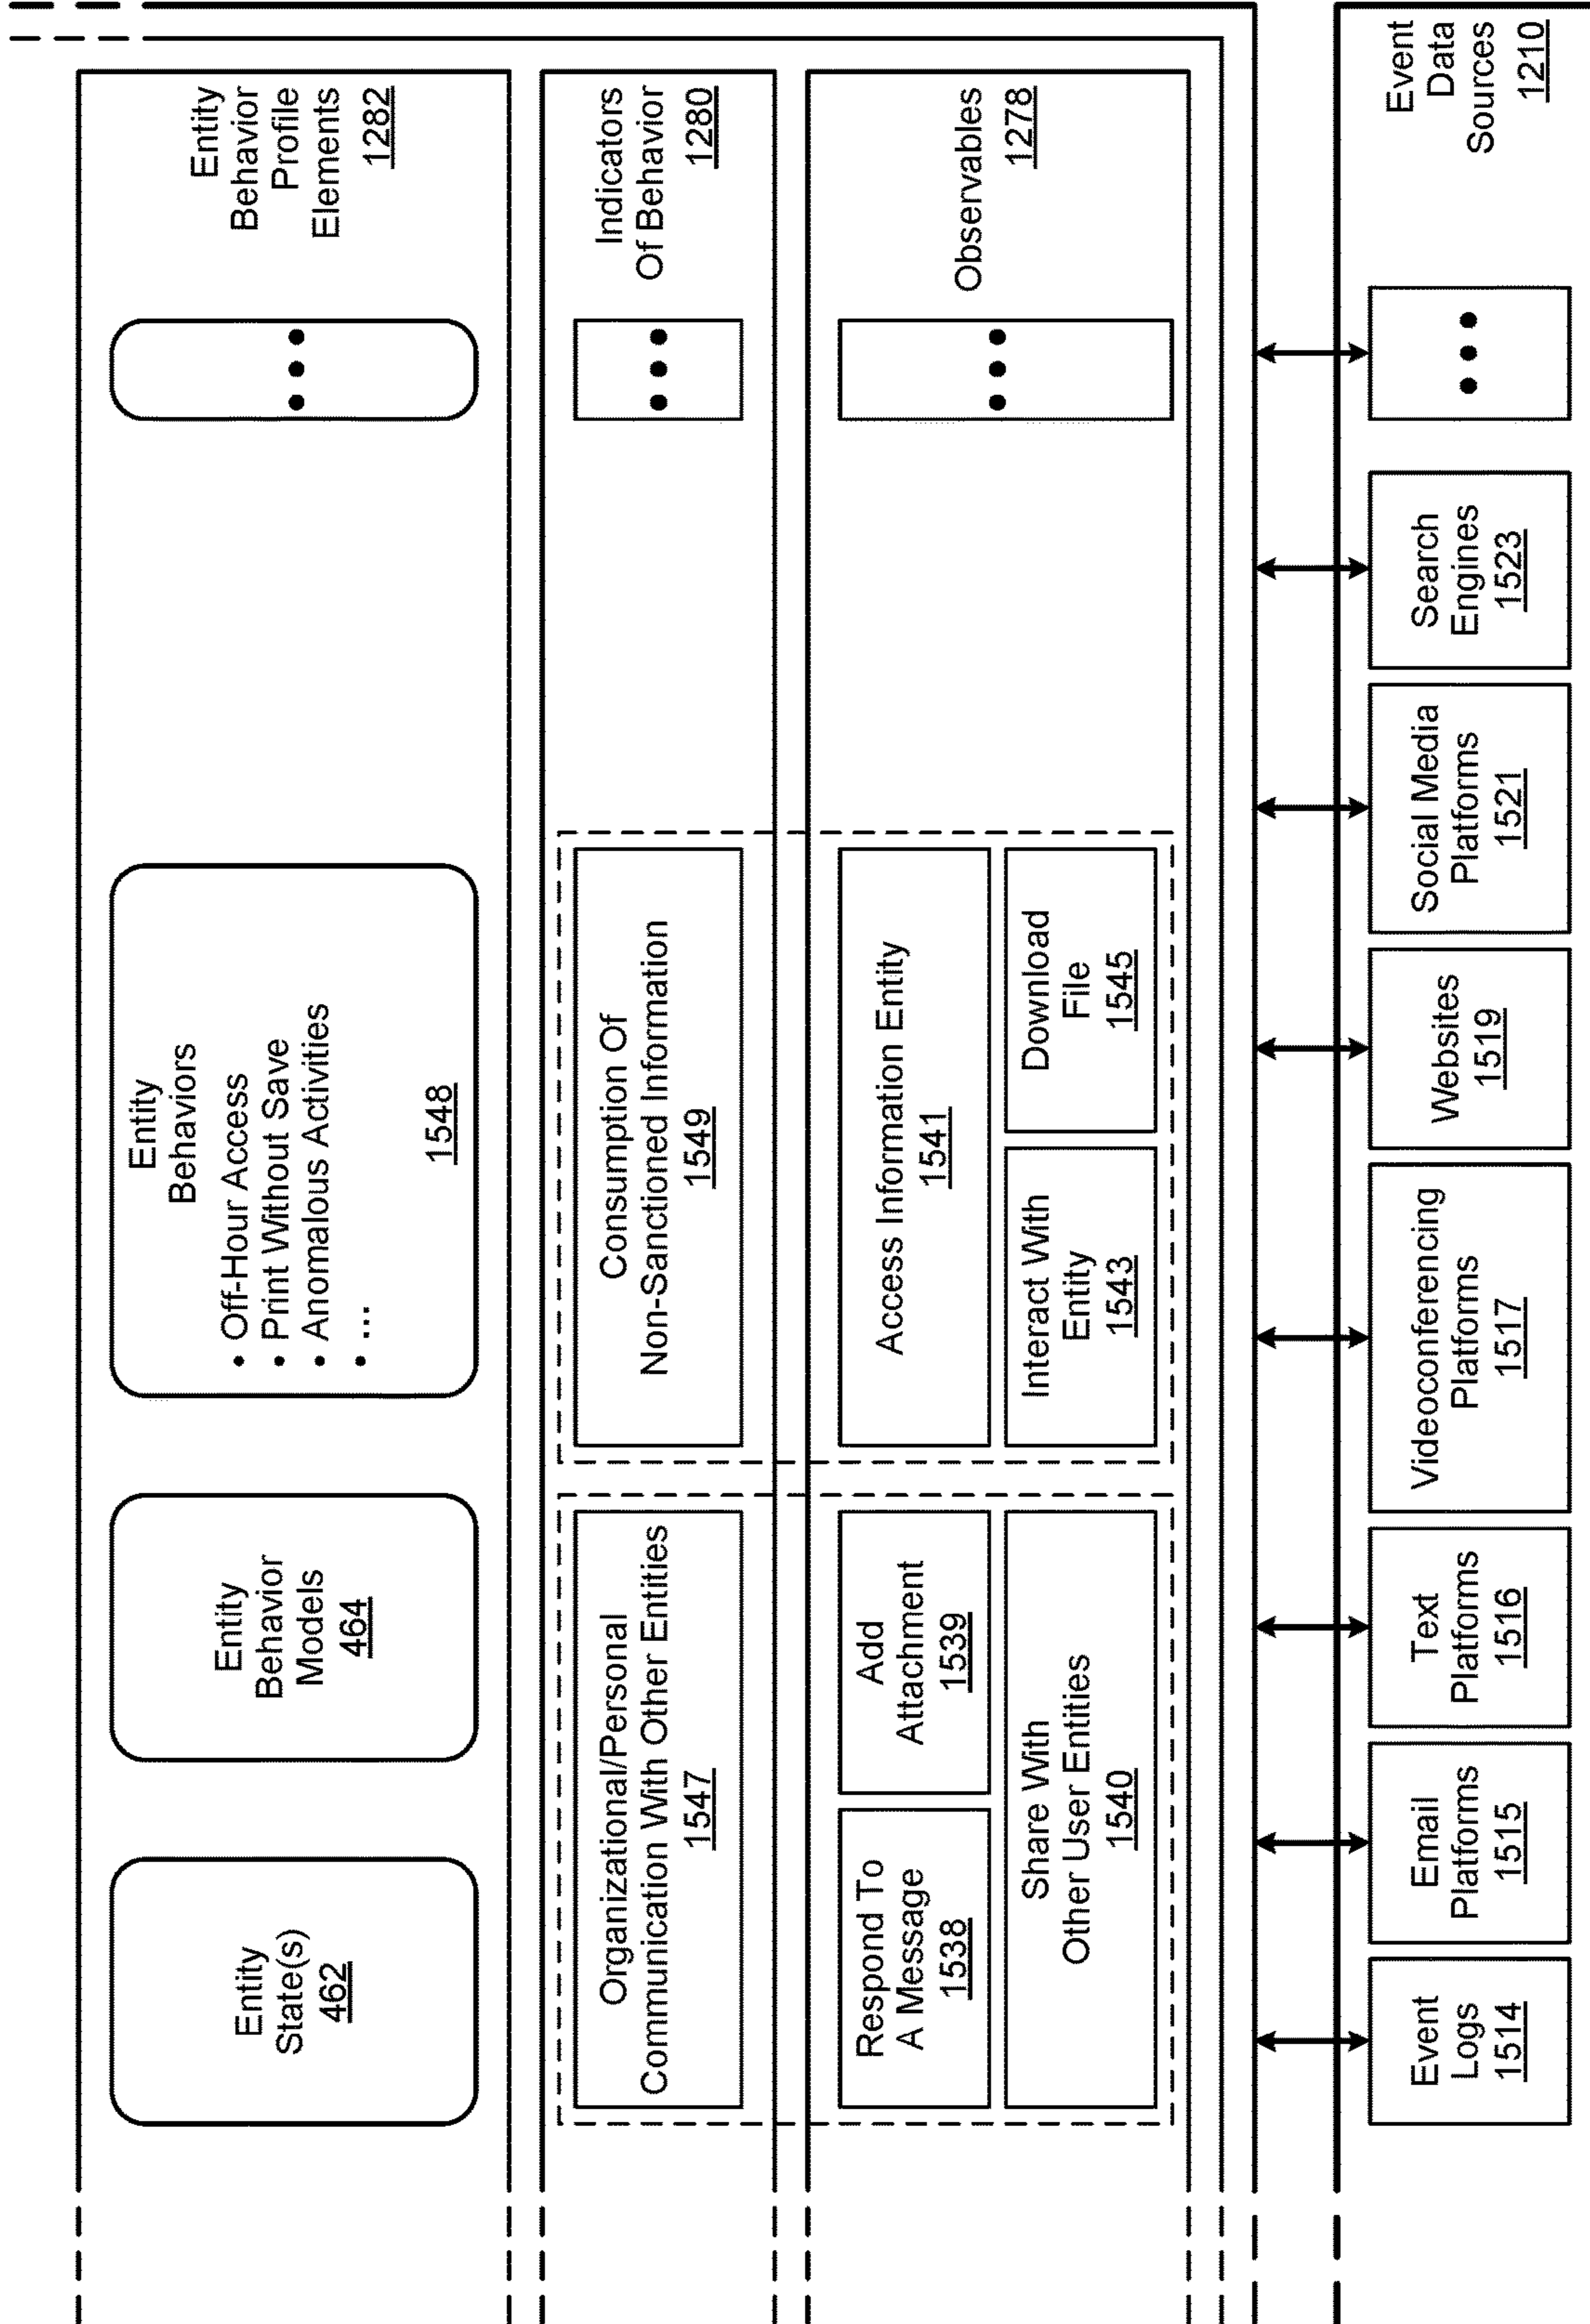 Entity
State(s)
462
Entity
Behavior
Models
464
Entity
Behaviors
• Off-Hour Access
• Print Without Save
• Anomalous Activities
• ...
1548
• • •
Entity
Behavior
Profile
Elements
1282
Organizational/Personal
Communication With Other Entities
1547
Consumption Of
Non-Sanctioned Information
1549
• • •
Indicators
Of Behavior
1280
Respond To
A Message
1538
Add
Attachment
1539
Share With
Other User Entities
1540
Access Information Entity
1541
Interact With
Entity
1543
Download
File
1545
• • •
Observables
1278
Event
Logs
1514
Email
Platforms
1515
Text
Platforms
1516
Videoconferencing
Platforms
1517
Websites
1519
Social Media
Platforms
1521
Search
Engines
1523
• • •
Event
Data
Sources
1210